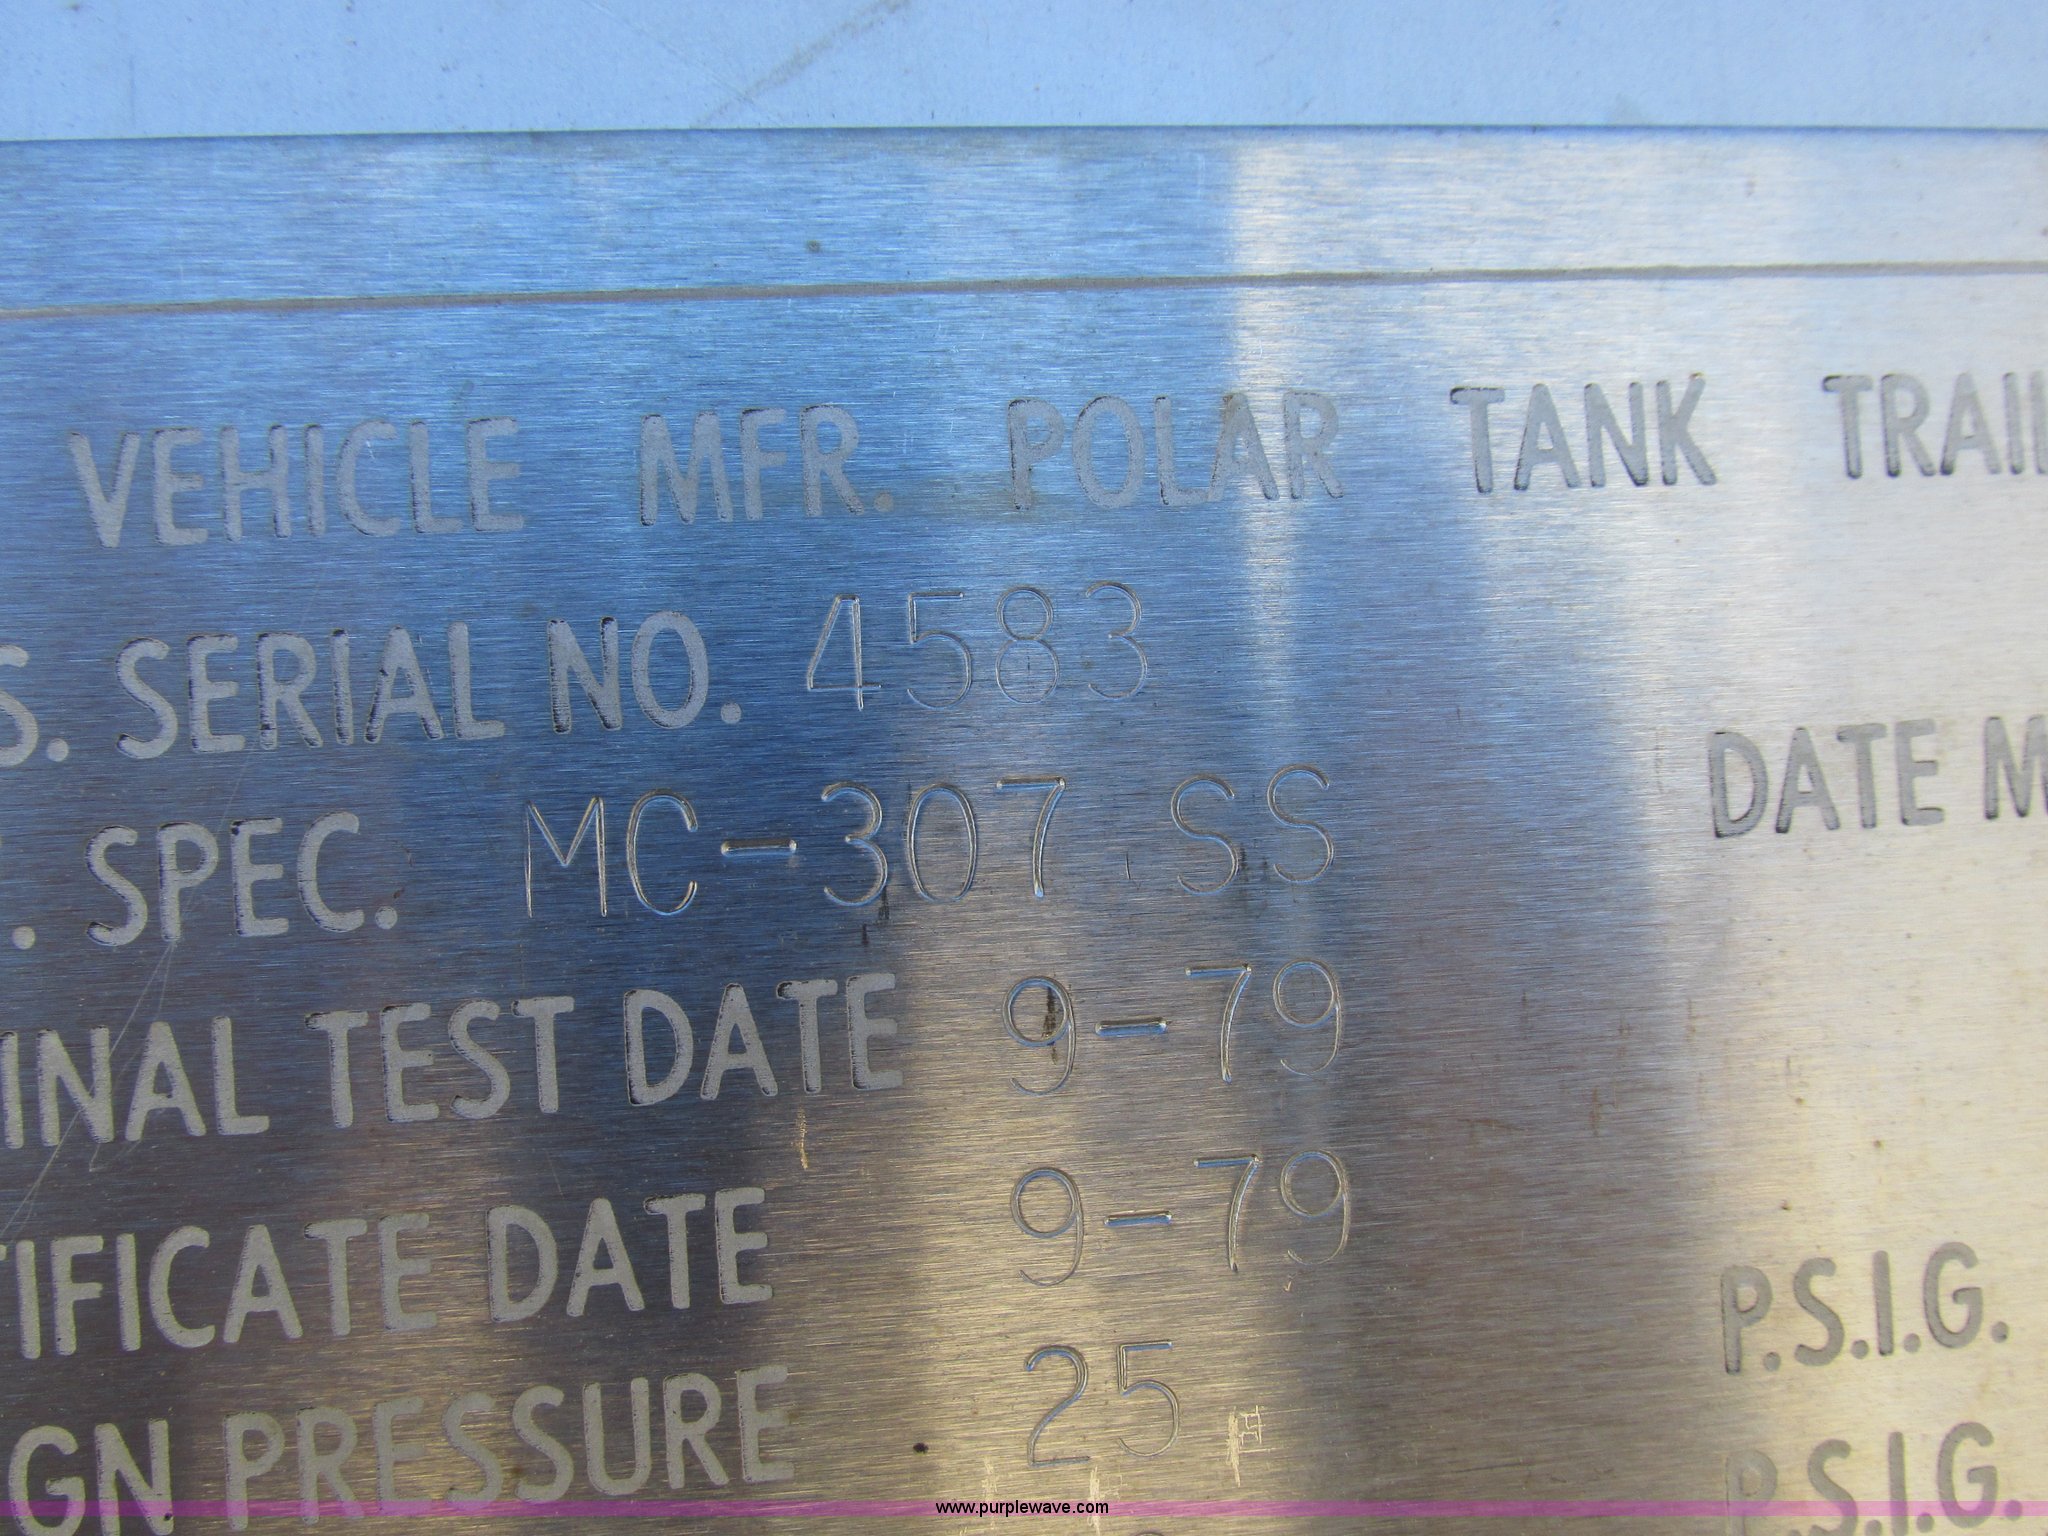 VEHICLE MFR. POLAR TANK TRAIL
S. SERIAL NO. 4583
. SPEC. MC-307 SS DATE M
INAL TEST DATE 9-79
TIFICATE DATE 9-79
P.S.I.G.
GN PRESSURE 25
P.S.I.G.
www.purplewave.com